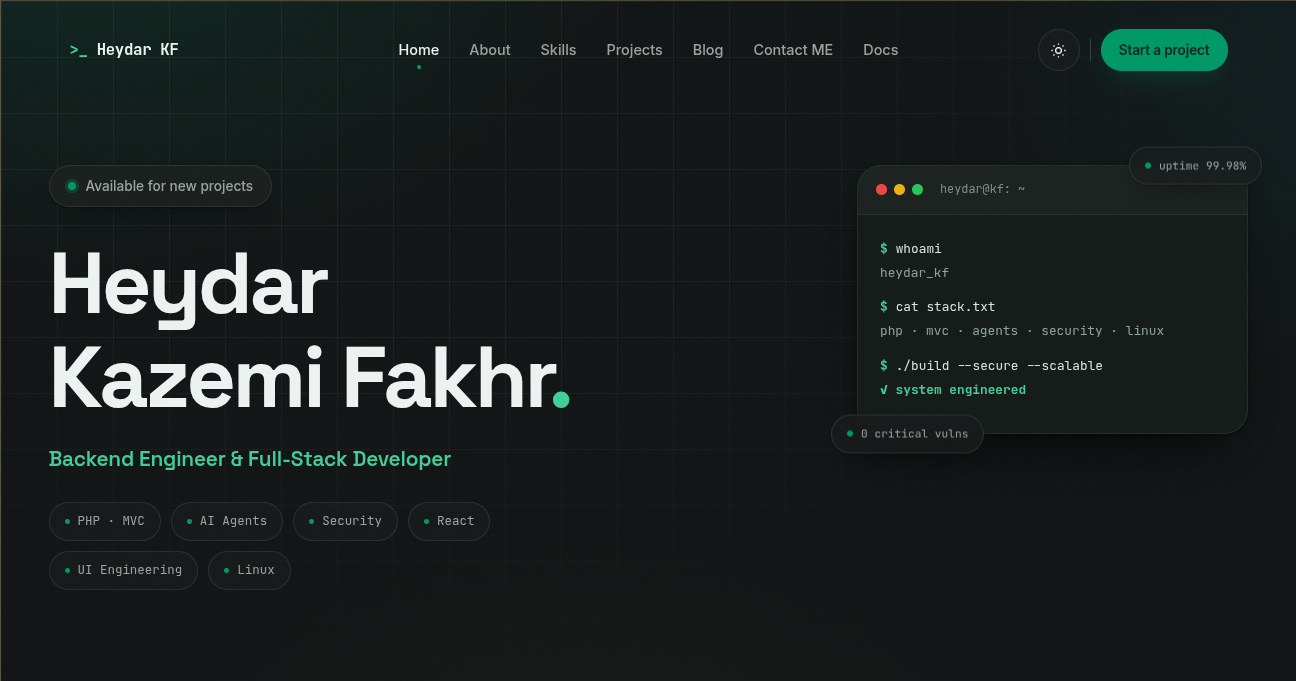 >_ Heydar KF
Home About Skills Projects Blog Contact ME Docs
Start a project
Available for new projects
Heydar
Kazemi Fakhr.
Backend Engineer & Full-Stack Developer
PHP · MVC
AI Agents
Security
React
UI Engineering
Linux
uptime 99.98%
heydar@kf: ~
$ whoami
heydar_kf
$ cat stack.txt
php · mvc · agents · security · linux
$ ./build --secure --scalable
✓ system engineered
0 critical vulns